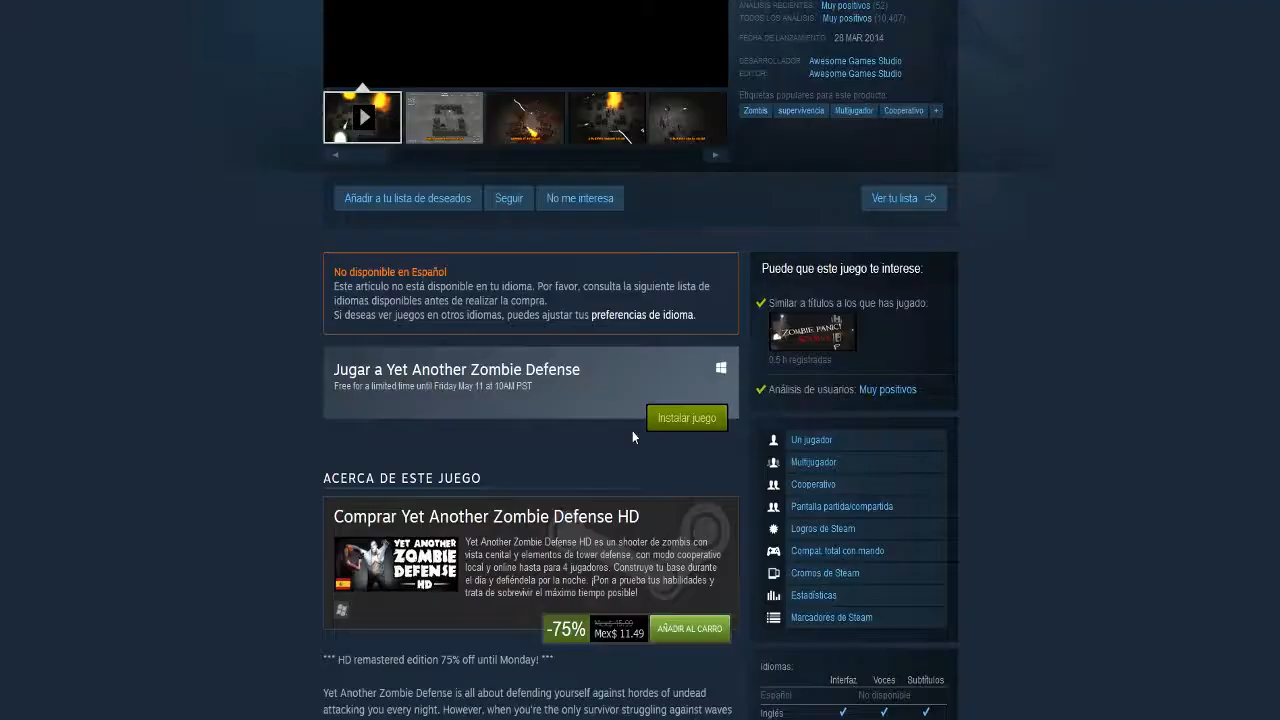 ANÁLISIS RECIENTES: Muy positivos (52)
TODOS LOS ANÁLISIS: Muy positivos (10,407)
FECHA DE LANZAMIENTO: 28 MAR 2014
DESARROLLADOR: Awesome Games Studio
EDITOR: Awesome Games Studio
Etiquetas populares para este producto:
Zombis supervivencia Multijugador Cooperativo +
Añadir a tu lista de deseados Seguir No me interesa Ver tu lista
No disponible en Español
Este artículo no está disponible en tu idioma. Por favor, consulta la siguiente lista de
idiomas disponibles antes de realizar la compra.
Si deseas ver juegos en otros idiomas, puedes ajustar tus preferencias de idioma.
Jugar a Yet Another Zombie Defense
Free for a limited time until Friday May 11 at 10AM PST
Instalar juego
ACERCA DE ESTE JUEGO
Comprar Yet Another Zombie Defense HD
YET ANOTHER
ZOMBIE
DEFENSE
HD
Yet Another Zombie Defense HD es un shooter de zombis con
vista cenital y elementos de tower defense, con modo cooperativo
local y online hasta para 4 jugadores. Construye tu base durante
el día y defiéndela por la noche. ¡Pon a prueba tus habilidades y
trata de sobrevivir el máximo tiempo posible!
-75%
Mex$ 11.49
AÑADIR AL CARRO
*** HD remastered edition 75% off until Monday! ***
Yet Another Zombie Defense is all about defending yourself against hordes of undead
attacking you every night. However, when you're the only survivor struggling against waves
Puede que este juego te interese:
Similar a títulos a los que has jugado:
ZOMBIE PANIC!
0.5 h registradas
Análisis de usuarios: Muy positivos
Un jugador
Multijugador
Cooperativo
Pantalla partida/compartida
Logros de Steam
Compat. total con mando
Cromos de Steam
Estadísticas
Marcadores de Steam
Idiomas:
Interfaz Voces Subtítulos
Español No disponible
Inglés